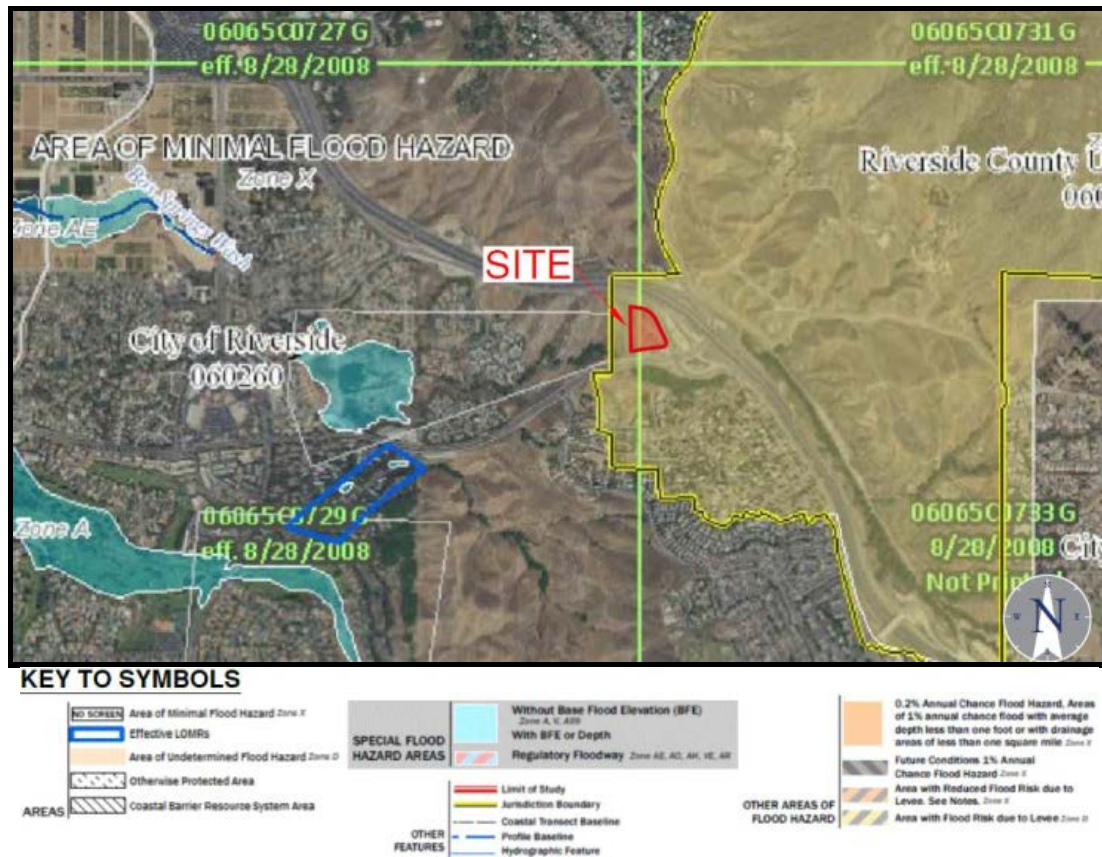 06065C0727G
eff. 8/28/2008
06065C0731G
eff. 8/28/2008
AREA OF MINIMAL FLOOD HAZARD
Zone X
Riverside County U
060
Zone AE
Wash
SITE
City of Riverside
060260
Zone A
06065C0729G
eff. 8/28/2008
06065C0733G
8/28/2008
City
Not Printed
W N E
KEY TO SYMBOLS
NO SCREEN Area of Minimal Flood Hazard Zone X
Effective LOMRs
Area of Undetermined Flood Hazard Zone D
Otherwise Protected Area
Coastal Barrier Resource System Area
AREAS
SPECIAL FLOOD
HAZARD AREAS
Without Base Flood Elevation (BFE)
Zone A, V, A99
With BFE or Depth
Regulatory Floodway Zone AE, AO, AH, VE, AR
OTHER
FEATURES
Limit of Study
Jurisdiction Boundary
Coastal Transect Baseline
Profile Baseline
Hydrographic Feature
OTHER AREAS OF
FLOOD HAZARD
0.2% Annual Chance Flood Hazard, Areas
of 1% annual chance flood with average
depth less than one foot or with drainage
areas of less than one square mile Zone X
Future Conditions 1% Annual
Chance Flood Hazard Zone X
Area with Reduced Flood Risk due to
Levee. See Notes. Zone X
Area with Flood Risk due to Levee Zone D